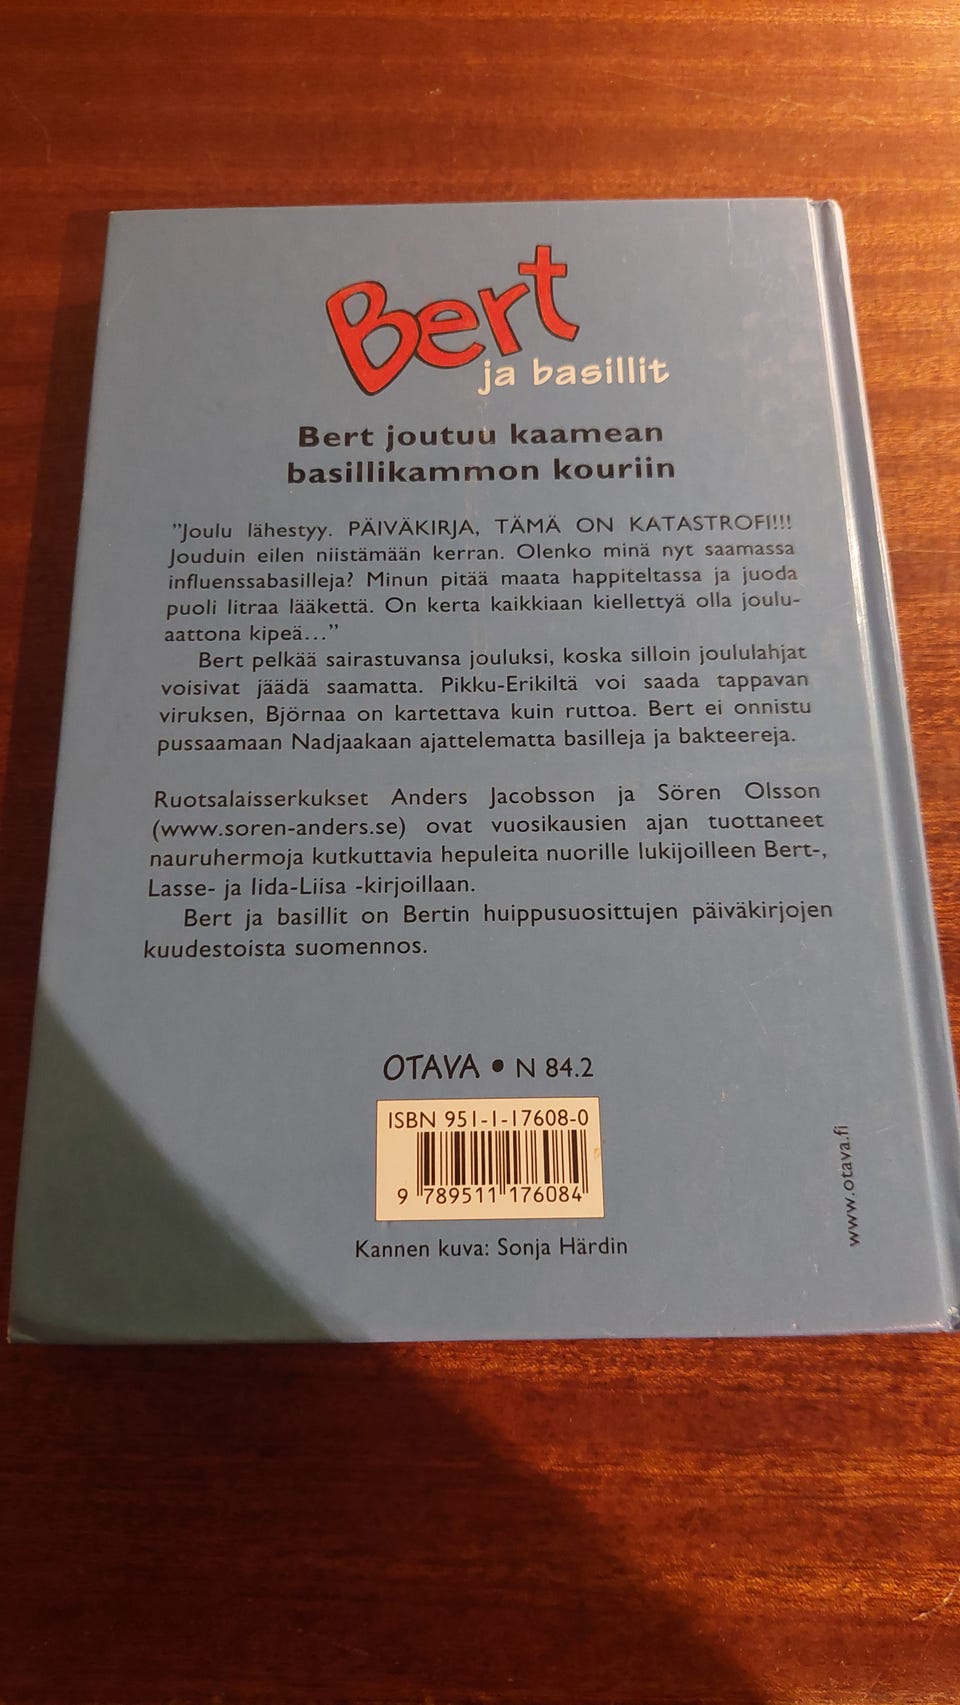 Bert
ja basillit
Bert joutuu kaamean
basillikammon kouriin
”Joulu lähestyy. PÄIVÄKIRJA, TÄMÄ ON KATASTROFI!!!
Jouduin eilen niistämään kerran. Olenko minä nyt saamassa
influenssabasilleja? Minun pitää maata happiteltassa ja juoda
puoli litraa lääkettä. On kerta kaikkiaan kiellettyä olla joulu-
aattona kipeä...”
Bert pelkää sairastuvansa jouluksi, koska silloin joululahjat
voisivat jäädä saamatta. Pikku-Erikiltä voi saada tappavan
viruksen, Björnaa on kartettava kuin ruttoa. Bert ei onnistu
pussaamaan Nadjaakaan ajattelematta basilleja ja bakteereja.
Ruotsalaisserkukset Anders Jacobsson ja Sören Olsson
(www.soren-anders.se) ovat vuosikausien ajan tuottaneet
nauruhermoja kutkuttavia hepuleita nuorille lukijoilleen Bert-,
Lasse- ja Iida-Liisa -kirjoillaan.
Bert ja basillit on Bertin huippusuosittujen päiväkirjojen
kuudestoista suomennos.
OTAVA • N 84.2
ISBN 951-1-17608-0
9 789511 176084
Kannen kuva: Sonja Härdin
www.otava.fi